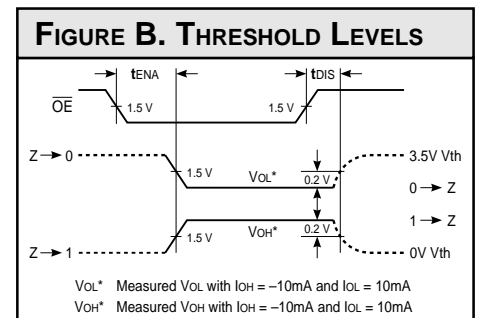 FIGURE B. THRESHOLD LEVELS
tENA
tDIS
OE
1.5 V
1.5 V
Z → 0
1.5 V
VOL*
0.2 V
3.5V Vth
0 → Z
1 → Z
Z → 1
1.5 V
VOH*
0.2 V
0V Vth
VOL* Measured VOL with IOH = –10mA and IOL = 10mA
VOH* Measured VOH with IOH = –10mA and IOL = 10mA